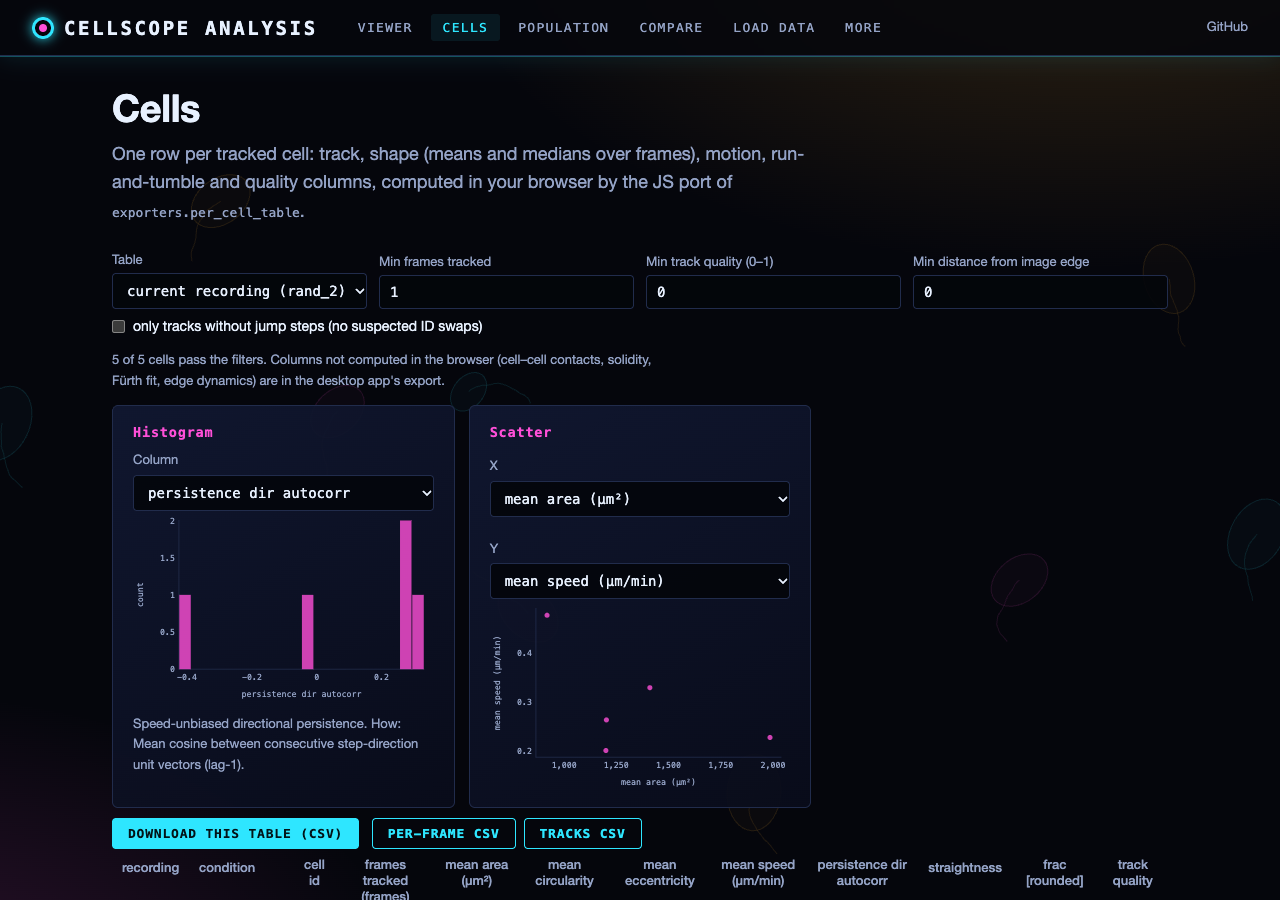 CELLSCOPE ANALYSIS
VIEWER
CELLS
POPULATION
COMPARE
LOAD DATA
MORE
GitHub
Cells
One row per tracked cell: track, shape (means and medians over frames), motion, run-
and-tumble and quality columns, computed in your browser by the JS port of
exporters.per_cell_table.
Table
Min frames tracked
Min track quality (0–1)
Min distance from image edge
current recording (rand_2)
1
0
0
only tracks without jump steps (no suspected ID swaps)
5 of 5 cells pass the filters. Columns not computed in the browser (cell–cell contacts, solidity,
Fürth fit, edge dynamics) are in the desktop app's export.
Histogram
Column
persistence dir autocorr
2
1.5
1
0.5
0
count
−0.4
−0.2
0
0.2
persistence dir autocorr
Speed-unbiased directional persistence. How:
Mean cosine between consecutive step-direction
unit vectors (lag-1).
Scatter
X
mean area (µm²)
Y
mean speed (µm/min)
0.4
0.3
0.2
mean speed (µm/min)
1,000
1,250
1,500
1,750
2,000
mean area (µm²)
DOWNLOAD THIS TABLE (CSV)
PER-FRAME CSV
TRACKS CSV
recording
condition
cell
id
frames
tracked
(frames)
mean area
(µm²)
mean
circularity
mean
eccentricity
mean speed
(µm/min)
persistence dir
autocorr
straightness
frac
[rounded]
track
quality